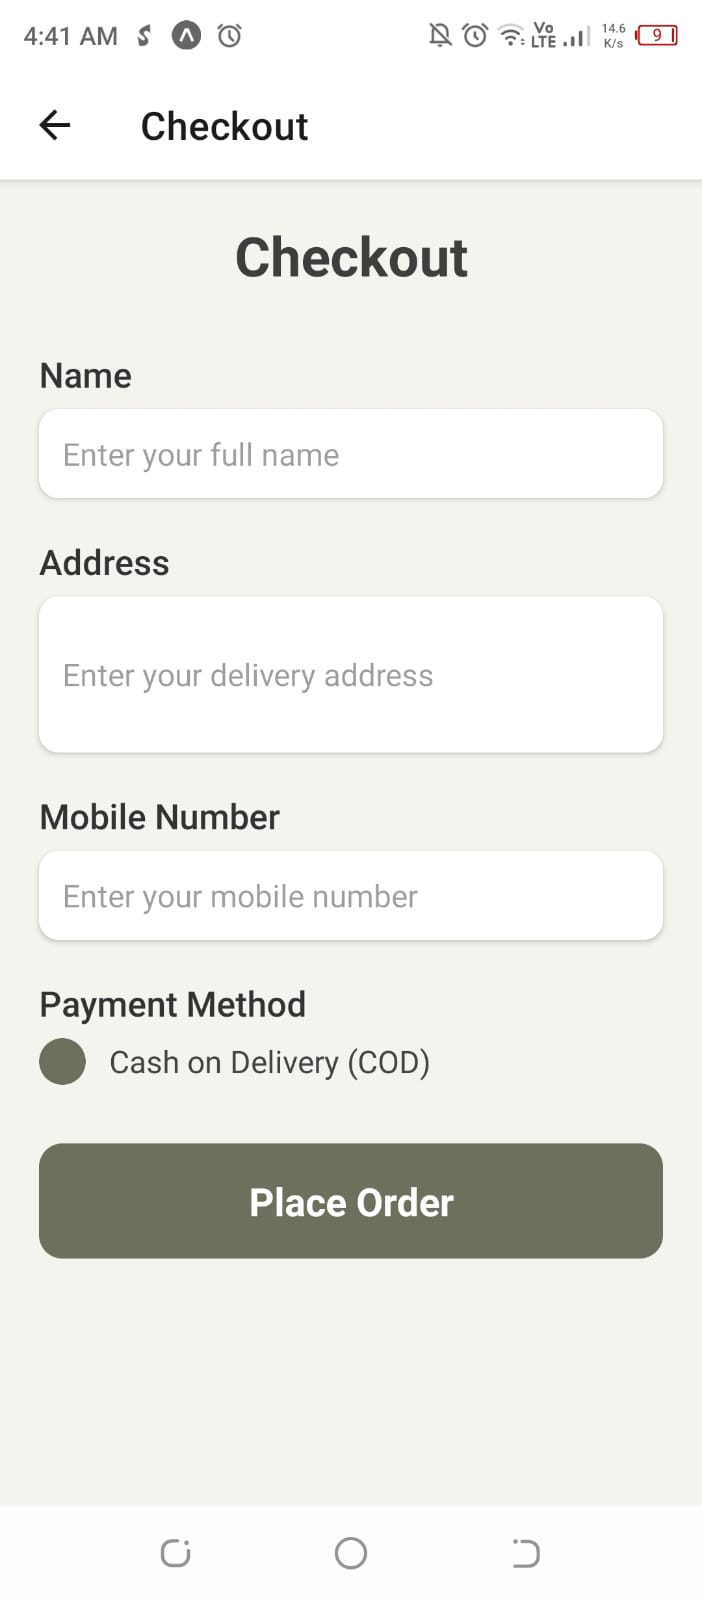 4:41 AM
Vo LTE
14.6 K/s
9
Checkout
Checkout
Name
Enter your full name
Address
Enter your delivery address
Mobile Number
Enter your mobile number
Payment Method
Cash on Delivery (COD)
Place Order